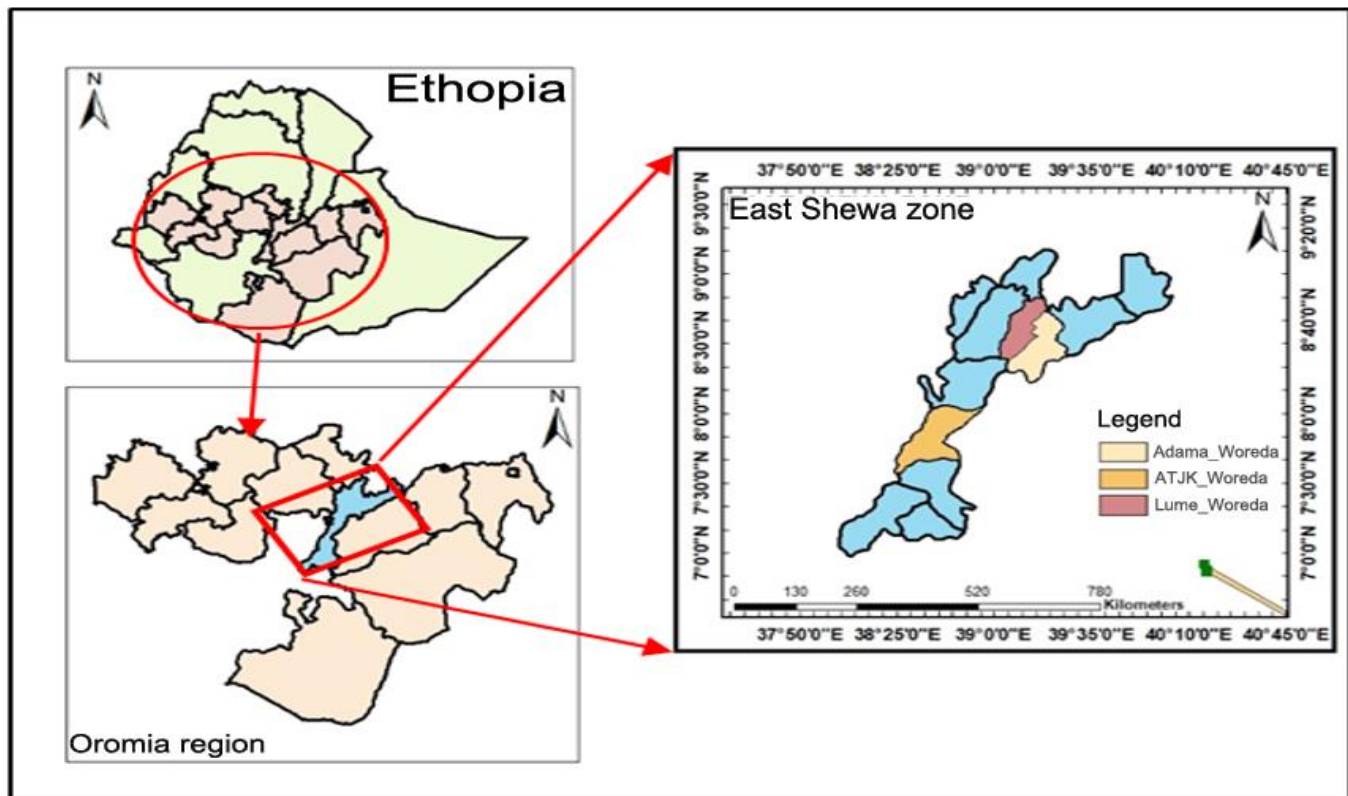 N
Ethopia
N
Oromia region
37°50'0"E 38°25'0"E 39°0'0"E 39°35'0"E 40°10'0"E 40°45'0"E
East Shewa zone
N
9°30'0"N
9°0'0"N
8°30'0"N
8°0'0"N
7°30'0"N
7°0'0"N
9°20'0"N
8°40'0"N
8°0'0"N
7°30'0"N
7°0'0"N
Legend
Adama_Woreda
ATJK_Woreda
Lume_Woreda
0 130 260 520 780
Kilometers
37°50'0"E 38°25'0"E 39°0'0"E 39°35'0"E 40°10'0"E 40°45'0"E